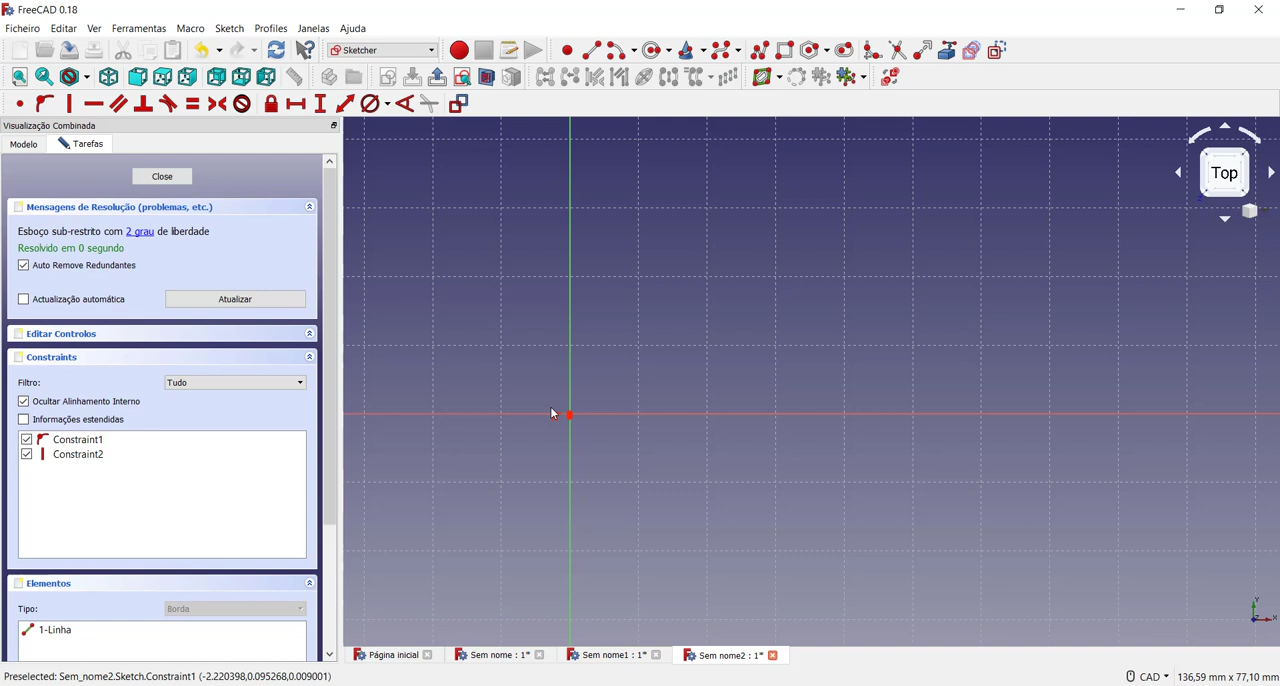 FreeCAD 0.18
Ficheiro Editar Ver Ferramentas Macro Sketch Profiles Janelas Ajuda
Sketcher
Visualização Combinada
Modelo Tarefas
Close
Mensagens de Resolução (problemas, etc.)
Esboço sub-restrito com 2 grau de liberdade
Resolvido em 0 segundo
Auto Remove Redundantes
Actualização automática Atualizar
Editar Controlos
Constraints
Filtro: Tudo
Ocultar Alinhamento Interno
Informações estendidas
Constraint1
Constraint2
Elementos
Tipo: Borda
1-Linha
Top
Y
Z X
Página inicial Sem nome : 1* Sem nome1 : 1* Sem nome2 : 1*
Preselected: Sem_nome2.Sketch.Constraint1 (-2.220398,0.095268,0.009001) CAD 136,59 mm x 77,10 mm